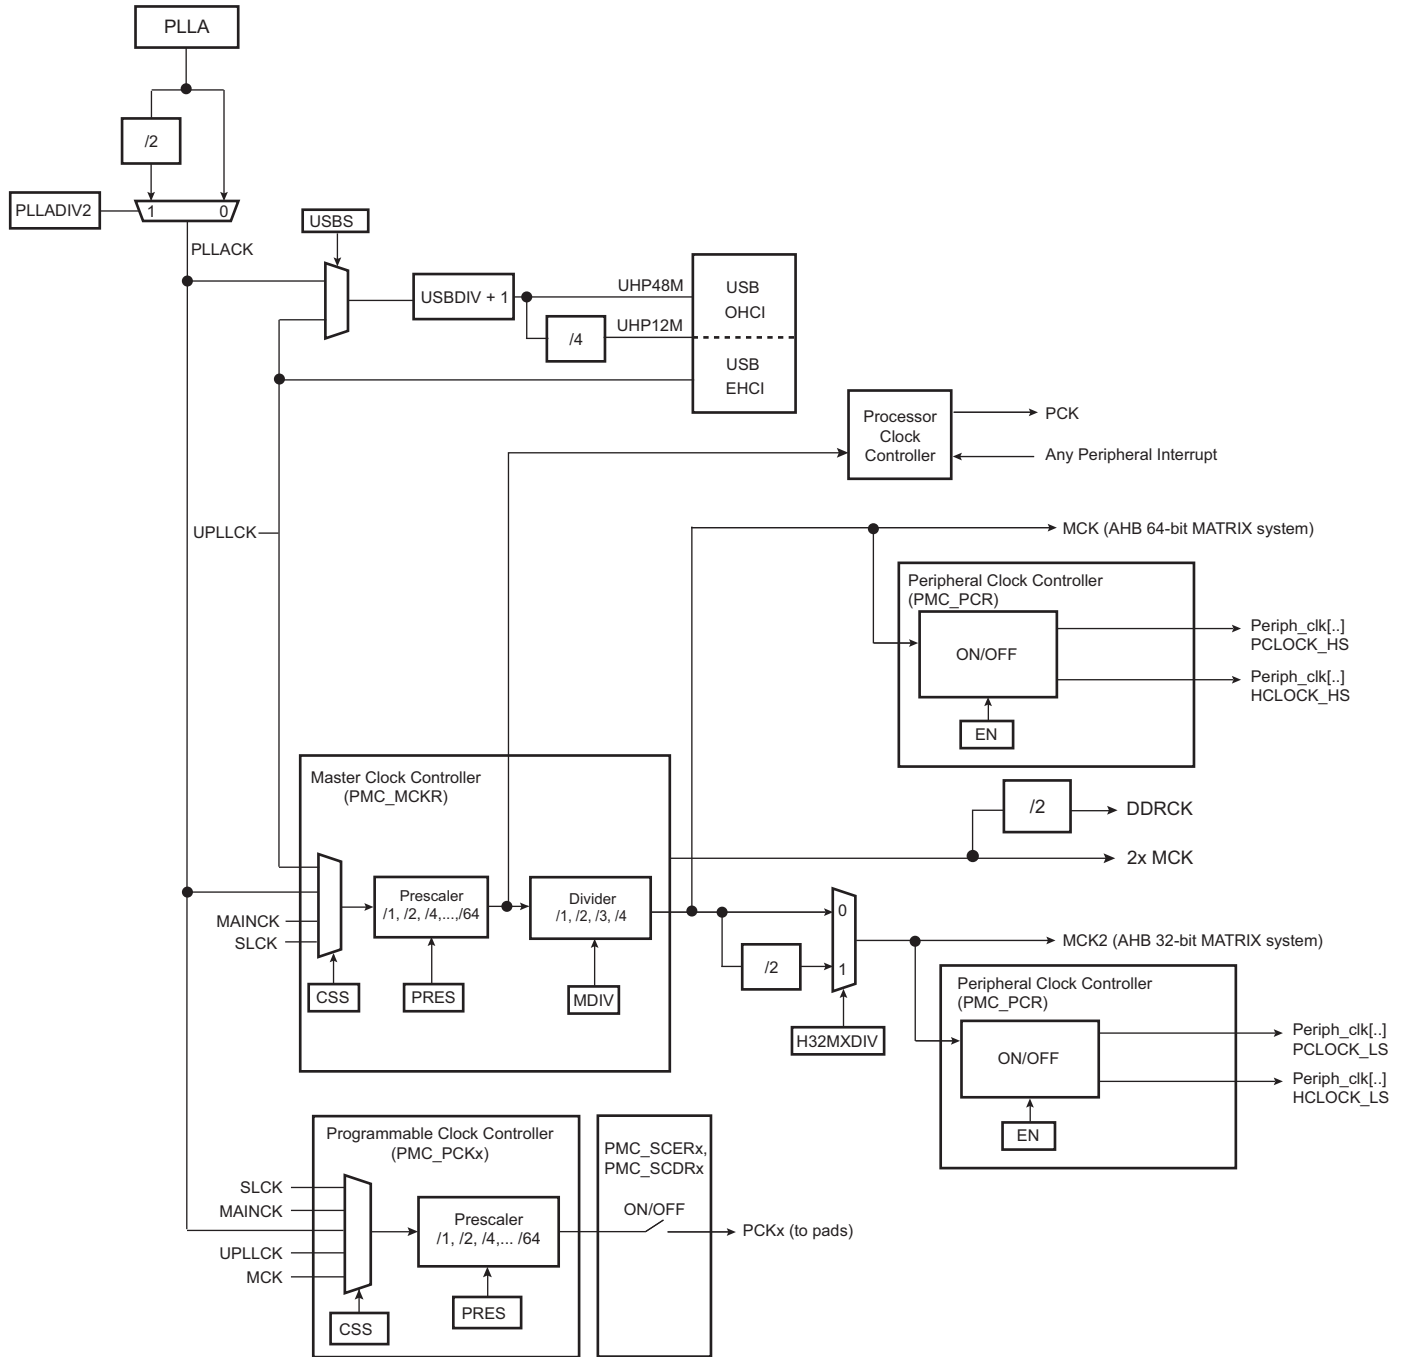 PLLA
/2
PLLADIV2
1
0
PLLACK
USBS
USBDIV + 1
UHP48M
/4
UHP12M
USB
OHCI
USB
EHCI
Processor
Clock
Controller
PCK
Any Peripheral Interrupt
UPLLCK
MCK (AHB 64-bit MATRIX system)
Peripheral Clock Controller
(PMC_PCR)
ON/OFF
EN
Periph_clk[..]
PCLOCK_HS
Periph_clk[..]
HCLOCK_HS
Master Clock Controller
(PMC_MCKR)
/2
DDRCK
2x MCK
MAINCK
SLCK
Prescaler
/1, /2, /4,...,/64
Divider
/1, /2, /3, /4
CSS
PRES
MDIV
/2
0
1
H32MXDIV
MCK2 (AHB 32-bit MATRIX system)
Peripheral Clock Controller
(PMC_PCR)
ON/OFF
EN
Periph_clk[..]
PCLOCK_LS
Periph_clk[..]
HCLOCK_LS
Programmable Clock Controller
(PMC_PCKx)
SLCK
MAINCK
UPLLCK
MCK
Prescaler
/1, /2, /4,... /64
CSS
PRES
PMC_SCERx,
PMC_SCDRx
ON/OFF
PCKx (to pads)